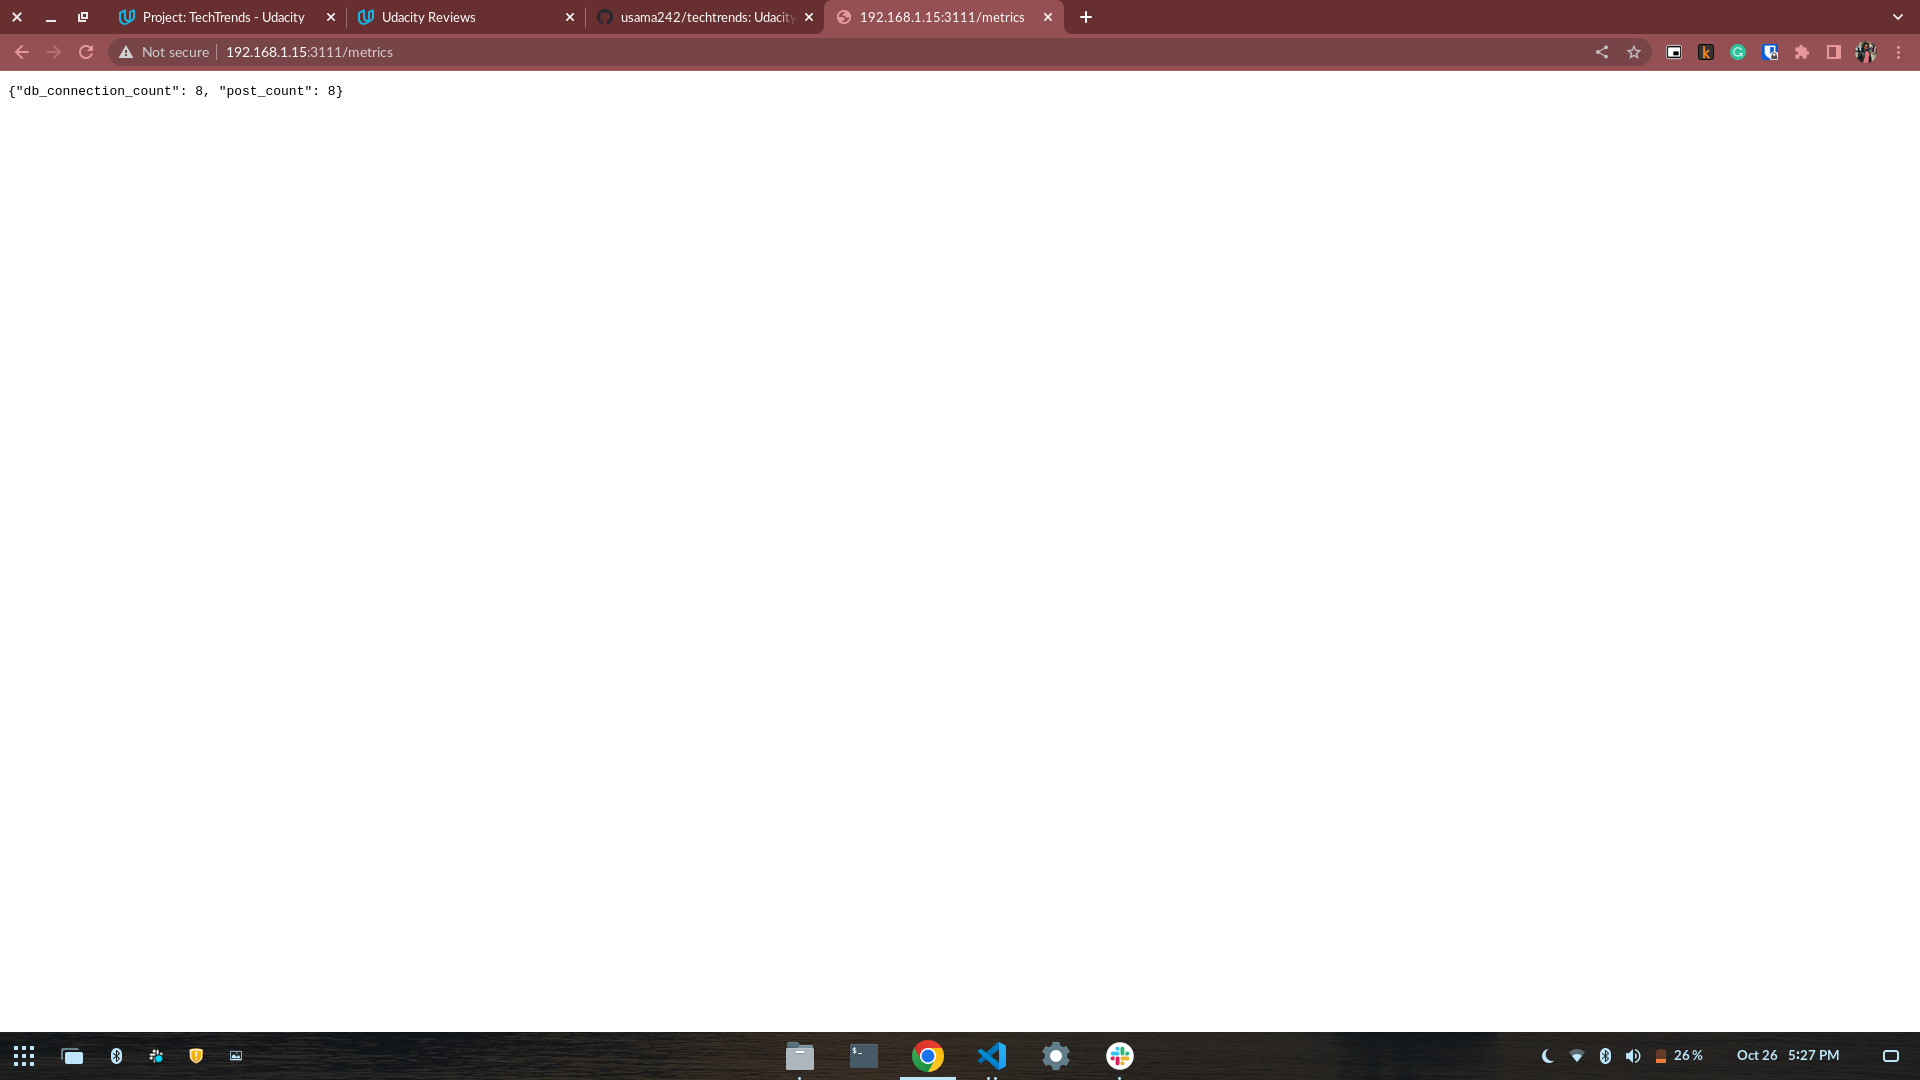 Project: TechTrends - Udacity
Udacity Reviews
usama242/techtrends: Udacity
192.168.1.15:3111/metrics
Not secure
192.168.1.15:3111/metrics
{"db_connection_count": 8, "post_count": 8}
26 %
Oct 26 5:27 PM